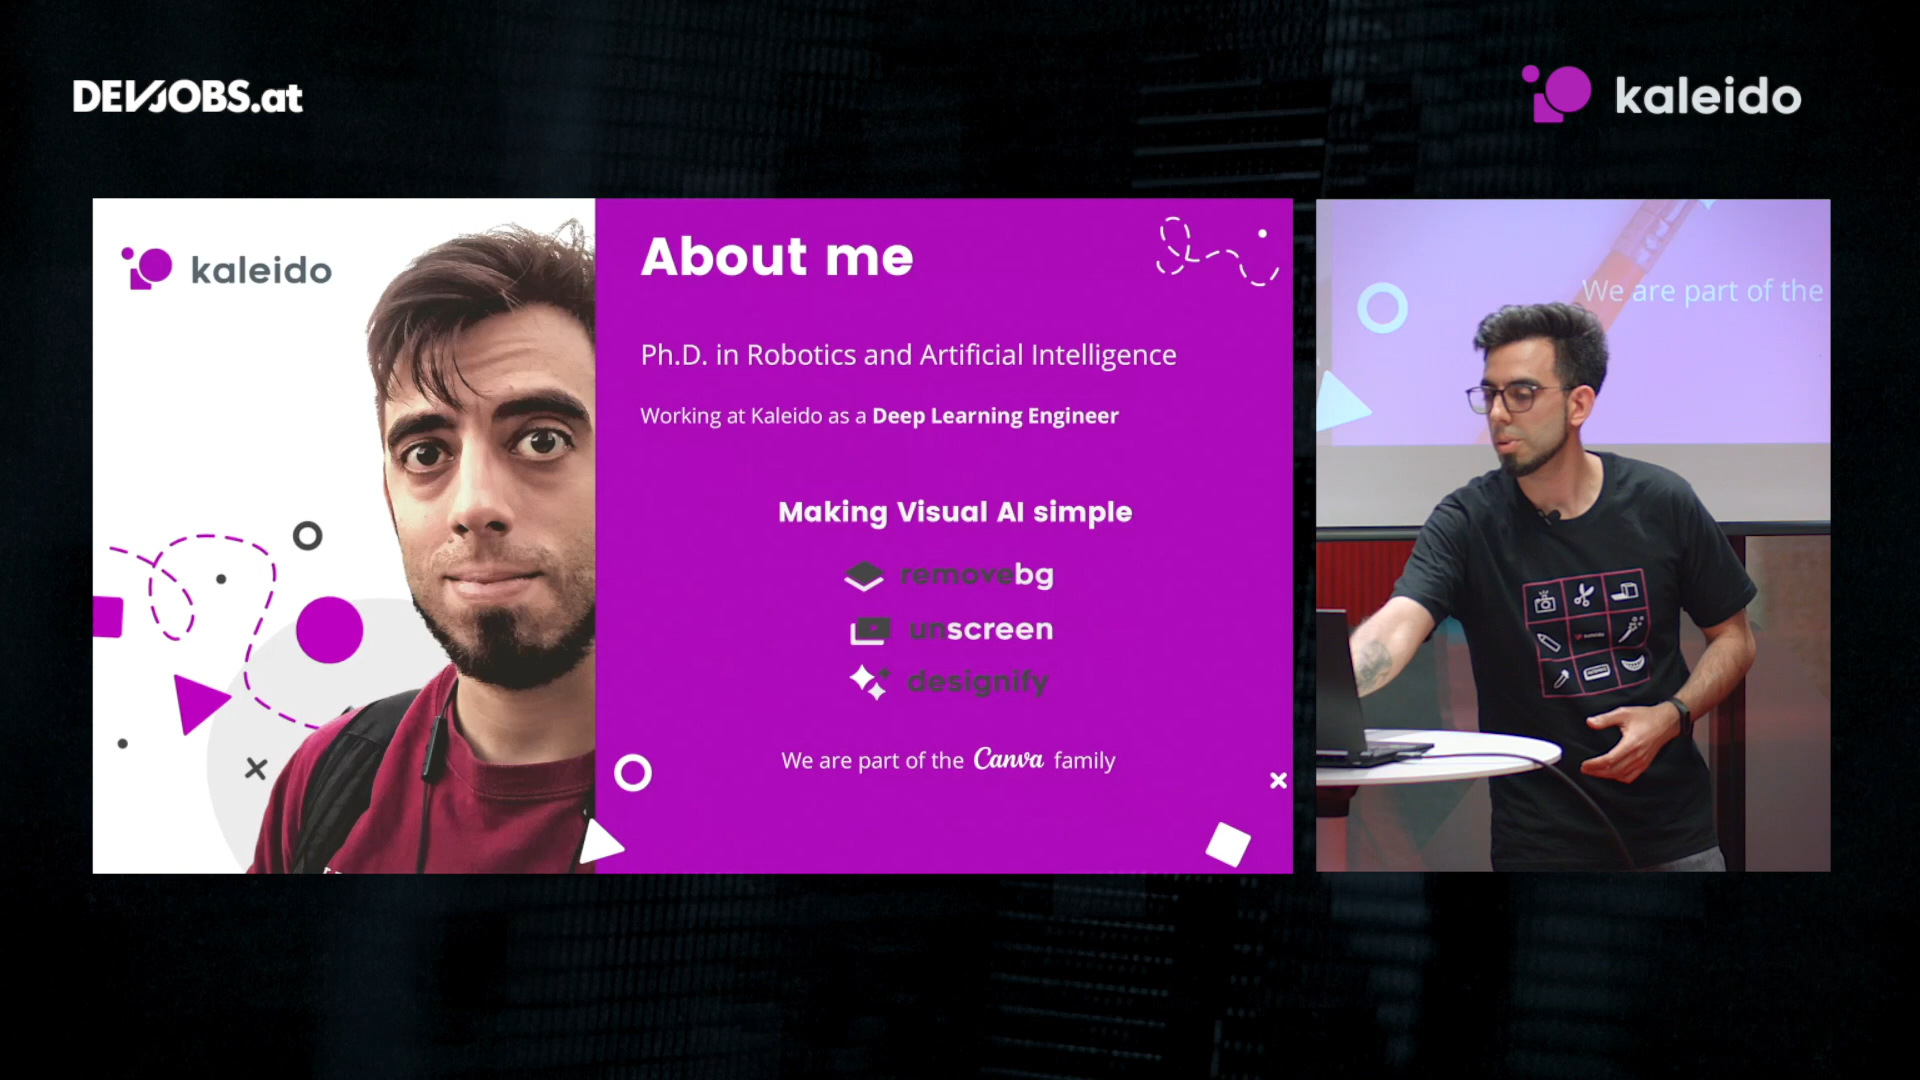 DEVJOBS.at
kaleido
kaleido
About me
Ph.D. in Robotics and Artificial Intelligence
Working at Kaleido as a Deep Learning Engineer
Making Visual AI simple
removebg
unscreen
designify
We are part of the Canva family
We are part of the